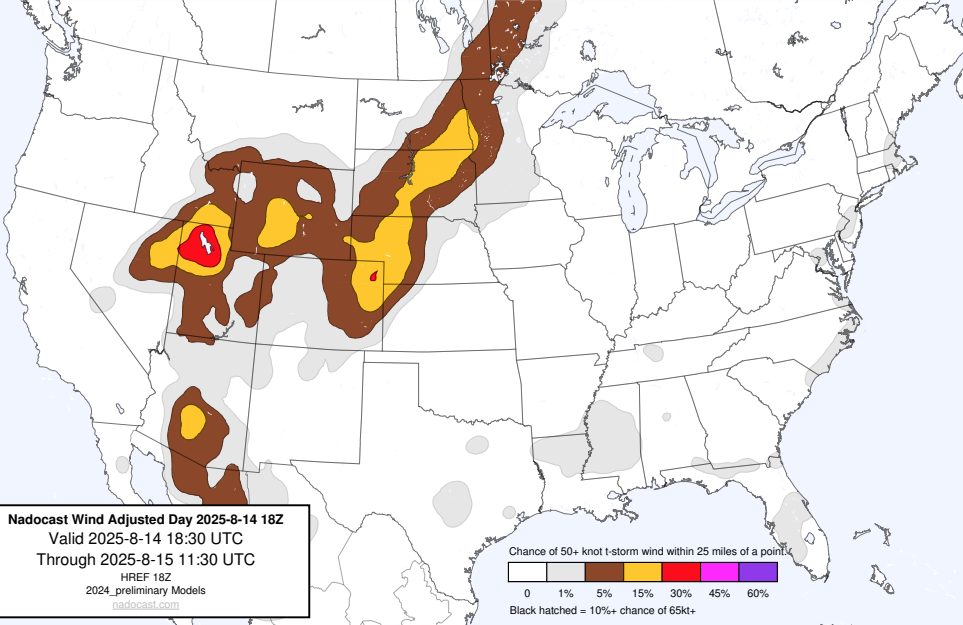 Nadocast Wind Adjusted Day 2025-8-14 18Z
Valid 2025-8-14 18:30 UTC
Through 2025-8-15 11:30 UTC
HREF 18Z
2024_preliminary Models
nadocast.com
Chance of 50+ knot t-storm wind within 25 miles of a point.
0 1% 5% 15% 30% 45% 60%
Black hatched = 10%+ chance of 65kt+